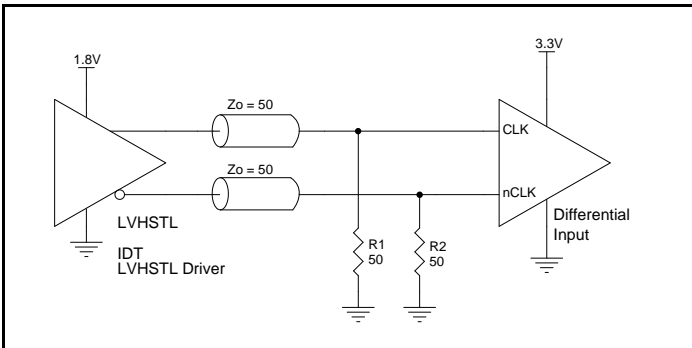 1.8V
3.3V
Zo = 50
CLK
Zo = 50
nCLK
LVHSTL
IDT
LVHSTL Driver
R1
50
R2
50
Differential
Input